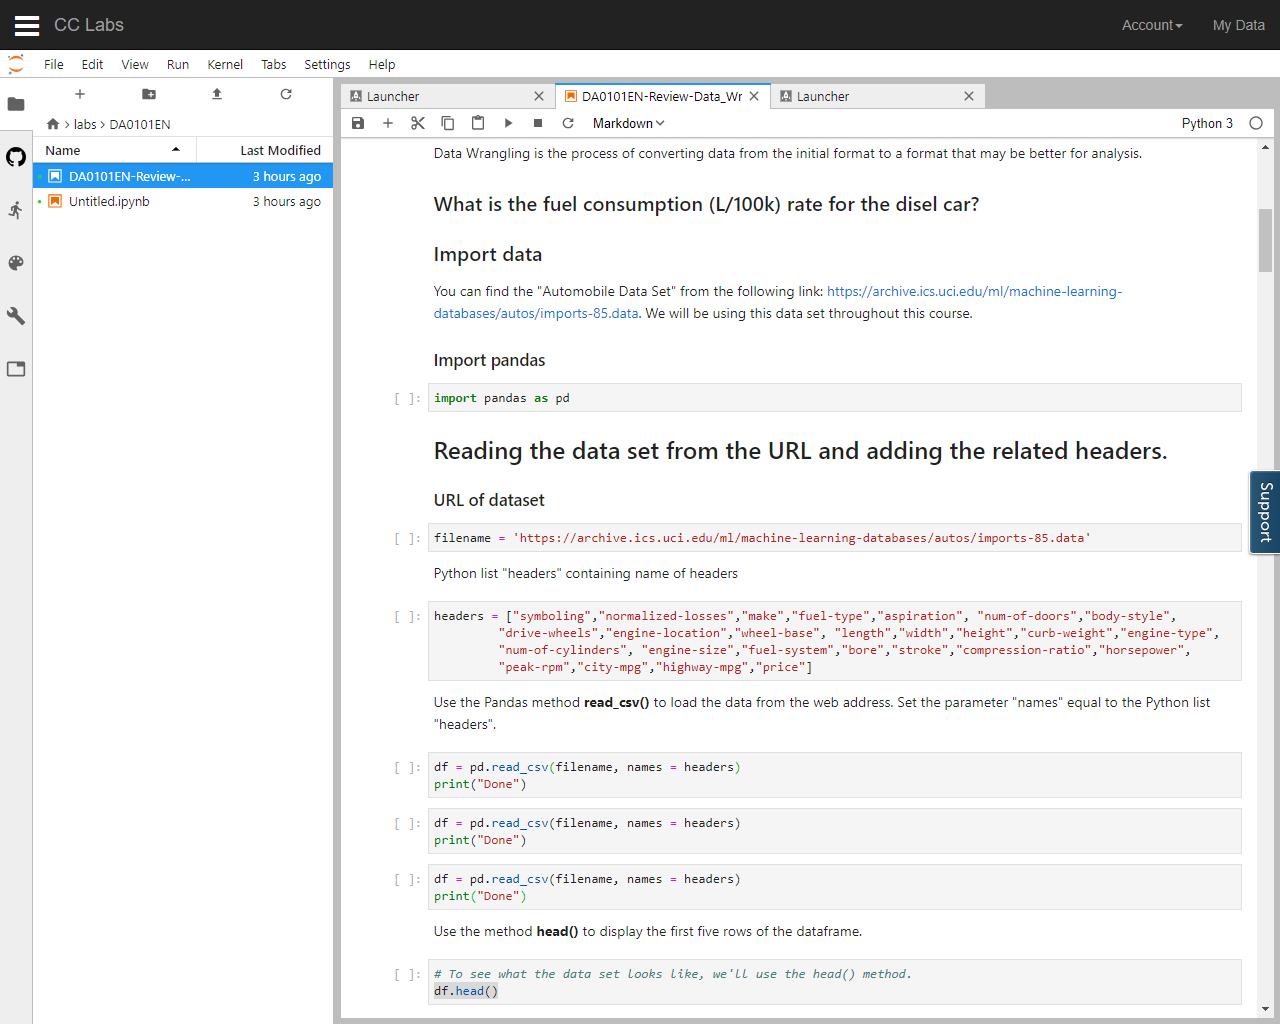 CC Labs
Account
My Data
File Edit View Run Kernel Tabs Settings Help
labs > DA0101EN
Name Last Modified
DA0101EN-Review-... 3 hours ago
Untitled.ipynb 3 hours ago
Launcher
DA0101EN-Review-Data_Wr
Launcher
Markdown
Python 3
Data Wrangling is the process of converting data from the initial format to a format that may be better for analysis.
What is the fuel consumption (L/100k) rate for the disel car?
Import data
You can find the "Automobile Data Set" from the following link: https://archive.ics.uci.edu/ml/machine-learning-
databases/autos/imports-85.data. We will be using this data set throughout this course.
Import pandas
[ ]: import pandas as pd
Reading the data set from the URL and adding the related headers.
URL of dataset
[ ]: filename = 'https://archive.ics.uci.edu/ml/machine-learning-databases/autos/imports-85.data'
Python list "headers" containing name of headers
[ ]: headers = ["symboling","normalized-losses","make","fuel-type","aspiration", "num-of-doors","body-style",
"drive-wheels","engine-location","wheel-base", "length","width","height","curb-weight","engine-type",
"num-of-cylinders", "engine-size","fuel-system","bore","stroke","compression-ratio","horsepower",
"peak-rpm","city-mpg","highway-mpg","price"]
Use the Pandas method read_csv() to load the data from the web address. Set the parameter "names" equal to the Python list
"headers".
[ ]: df = pd.read_csv(filename, names = headers)
print("Done")
[ ]: df = pd.read_csv(filename, names = headers)
print("Done")
[ ]: df = pd.read_csv(filename, names = headers)
print("Done")
Use the method head() to display the first five rows of the dataframe.
[ ]: # To see what the data set looks like, we'll use the head() method.
df.head()
Support